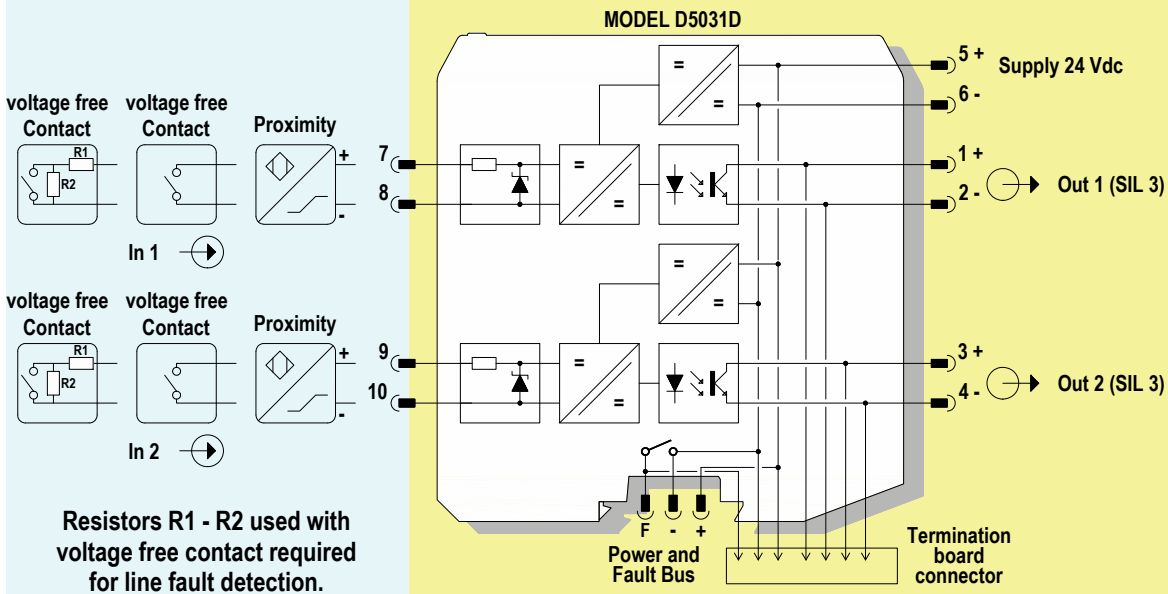 MODEL D5031D
5 +
Supply 24 Vdc
6 -
voltage free
Contact
voltage free
Contact
Proximity
R1
R2
+
-
7
8
=
=
=
=
1 +
2 -
Out 1 (SIL 3)
In 1
=
=
voltage free
Contact
voltage free
Contact
Proximity
R1
R2
+
-
9
10
=
=
3 +
4 -
Out 2 (SIL 3)
In 2
Resistors R1 - R2 used with
voltage free contact required
for line fault detection.
F - +
Power and
Fault Bus
Termination
board
connector